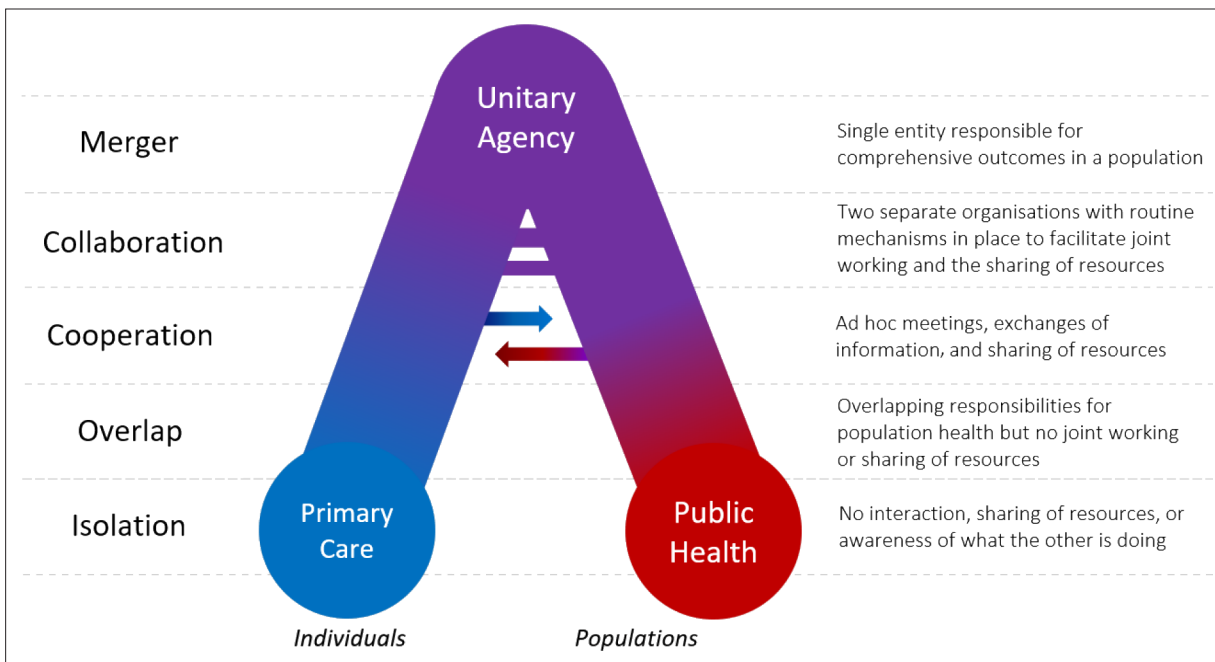 Unitary
Agency
Merger
Single entity responsible for
comprehensive outcomes in a population
Collaboration
Two separate organisations with routine
mechanisms in place to facilitate joint
working and the sharing of resources
Cooperation
Ad hoc meetings, exchanges of
information, and sharing of resources
Overlap
Overlapping responsibilities for
population health but no joint working
or sharing of resources
Isolation
Primary
Care
Public
Health
No interaction, sharing of resources, or
awareness of what the other is doing
Individuals
Populations